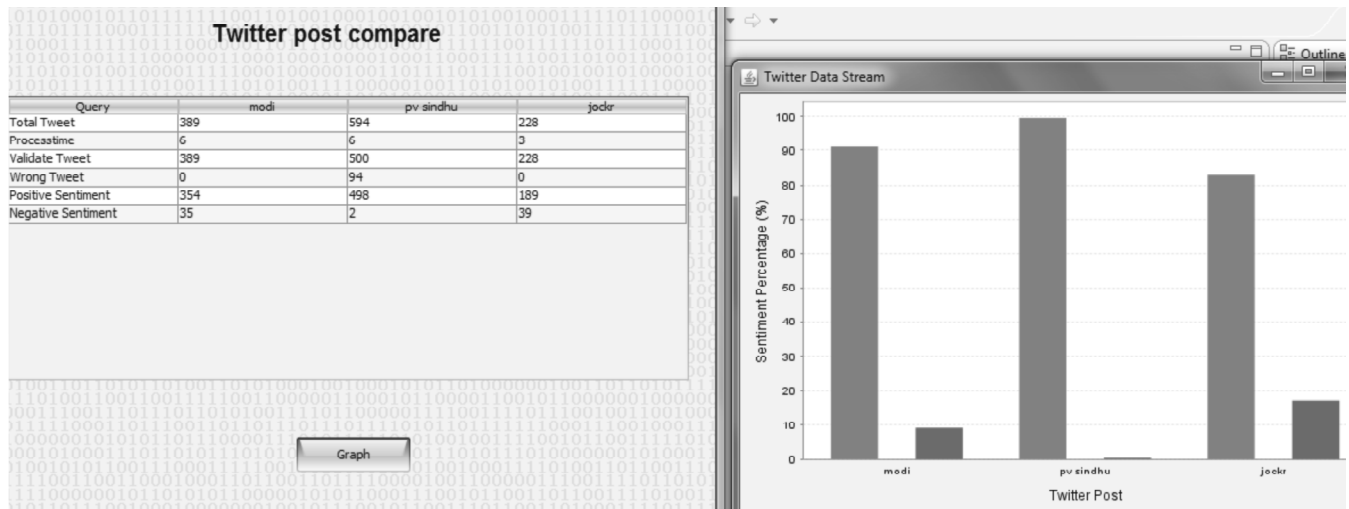 Twitter post compare
Query modi pv sindhu jockr
Total Tweet 389 594 228
Processtime 6 6 3
Validate Tweet 389 500 228
Wrong Tweet 0 94 0
Positive Sentiment 354 498 189
Negative Sentiment 35 2 39
Graph
Outline
Twitter Data Stream
Sentiment Percentage (%)
100
90
80
70
60
50
40
30
20
10
0
modi pv sindhu jockr
Twitter Post